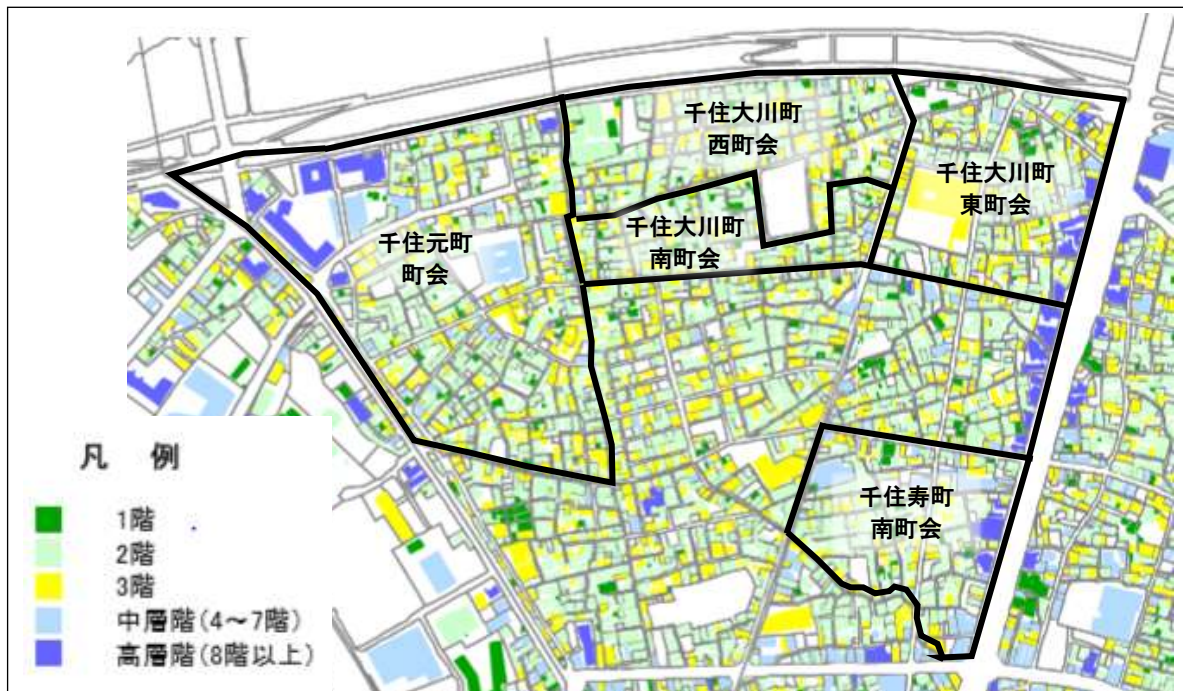 千住大川町
西町会
千住大川町
東町会
千住大川町
南町会
千住元町
町会
千住寿町
南町会
凡 例
1階
2階
3階
中層階(4～7階)
高層階(8階以上)